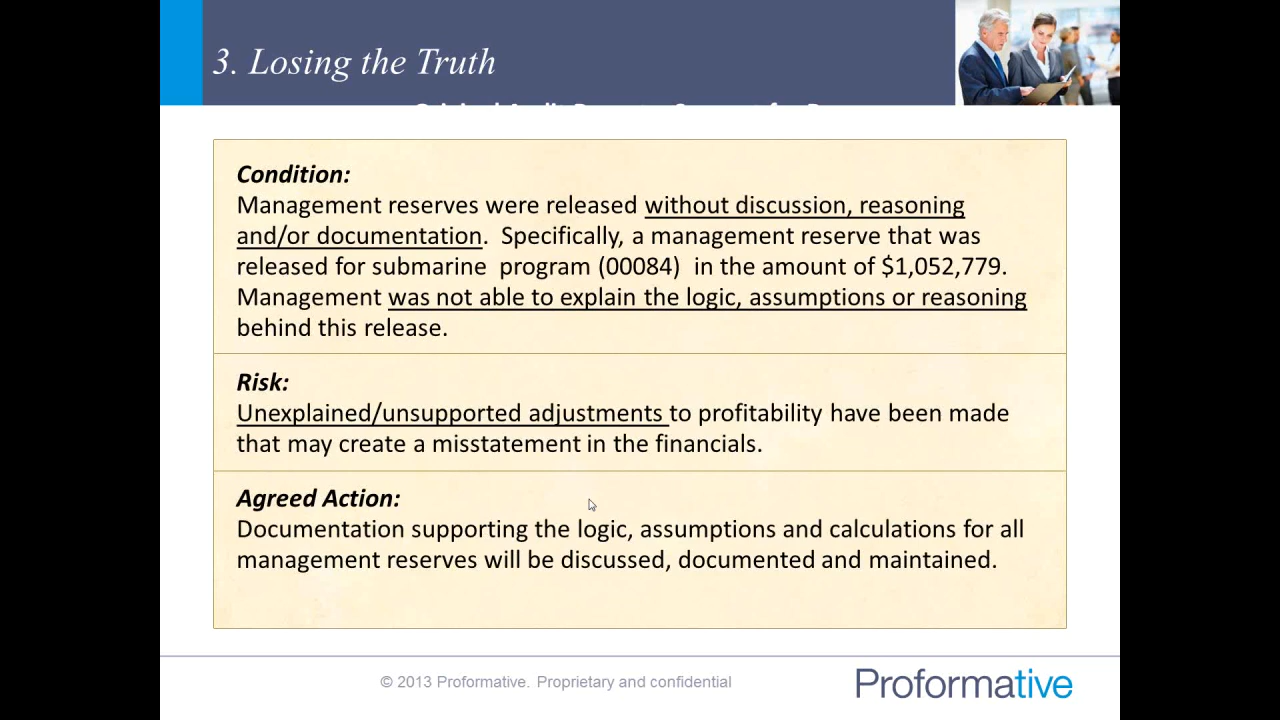 3. Losing the Truth
Condition:
Management reserves were released without discussion, reasoning
and/or documentation. Specifically, a management reserve that was
released for submarine program (00084) in the amount of $1,052,779.
Management was not able to explain the logic, assumptions or reasoning
behind this release.
Risk:
Unexplained/unsupported adjustments to profitability have been made
that may create a misstatement in the financials.
Agreed Action:
Documentation supporting the logic, assumptions and calculations for all
management reserves will be discussed, documented and maintained.
© 2013 Proformative. Proprietary and confidential
Proformative